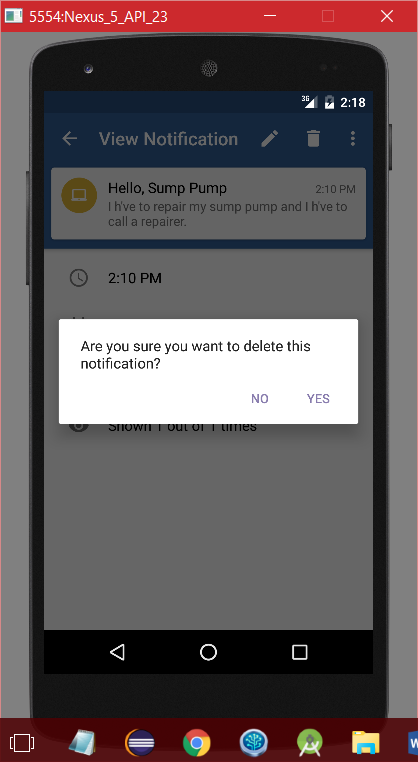 5554:Nexus_5_API_23
3G 2:18
View Notification
Hello, Sump Pump 2:10 PM
I h've to repair my sump pump and I h've to
call a repairer.
2:10 PM
Are you sure you want to delete this
notification?
NO YES
Shown 1 out of 1 times
W